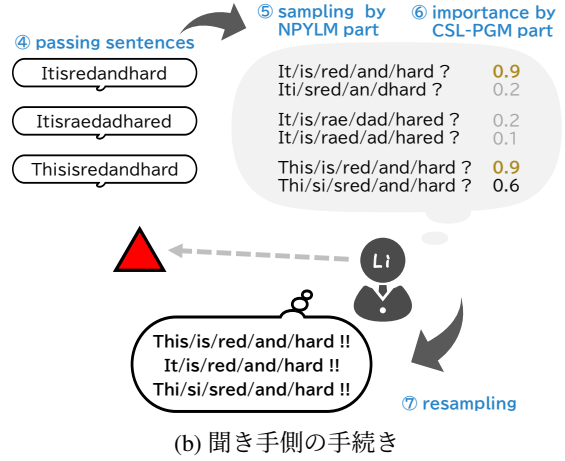 ④ passing sentences
Itisredandhard
Itisraedadhared
Thisisredandhard
⑤ sampling by
NPYLM part
⑥ importance by
CSL-PGM part
It/is/red/and/hard ? 0.9
Iti/sred/an/dhard ? 0.2
It/is/rae/dad/hared ? 0.2
It/is/raed/ad/hared ? 0.1
This/is/red/and/hard ? 0.9
Thi/si/sred/and/hard ? 0.6
Li
This/is/red/and/hard !!
It/is/red/and/hard !!
Thi/si/sred/and/hard !!
⑦ resampling
(b) 聞き手側の手続き